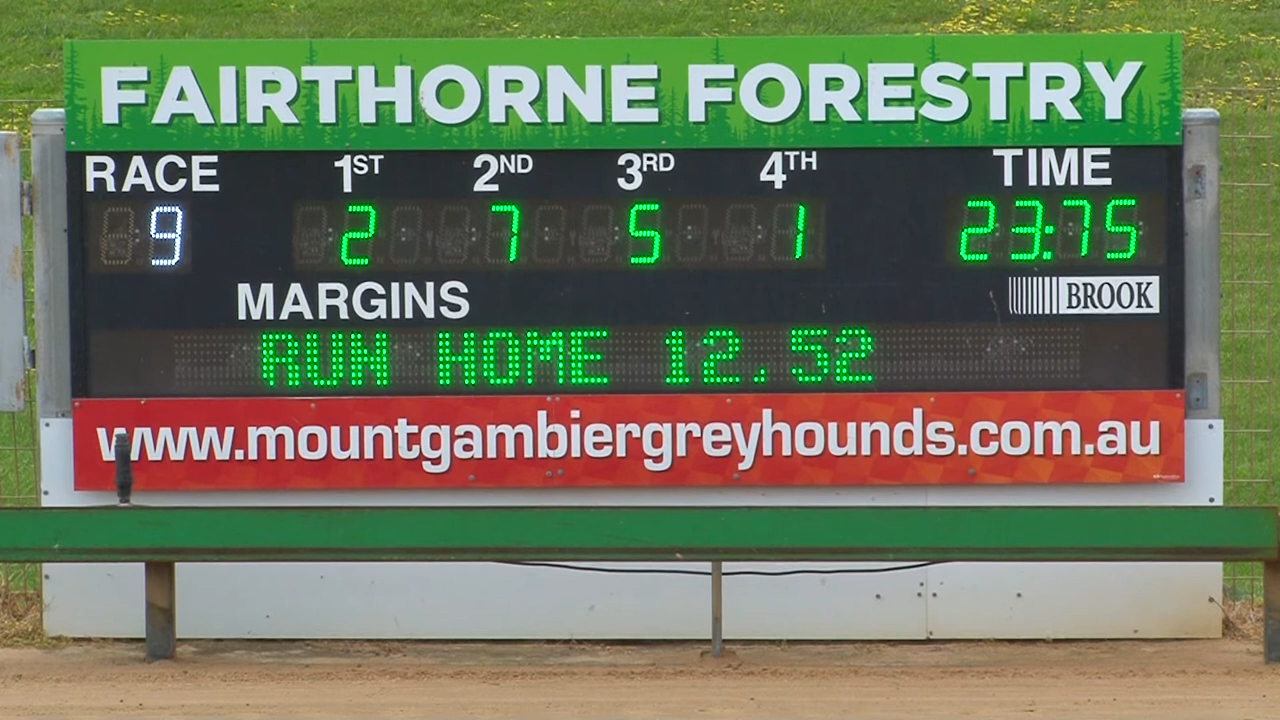 FAIRTHORNE FORESTRY
RACE 1ST 2ND 3RD 4TH TIME
9 2 7 5 1 23:75
MARGINS
BROOK
RUN HOME 12.52
www.mountgambiergreyhounds.com.au